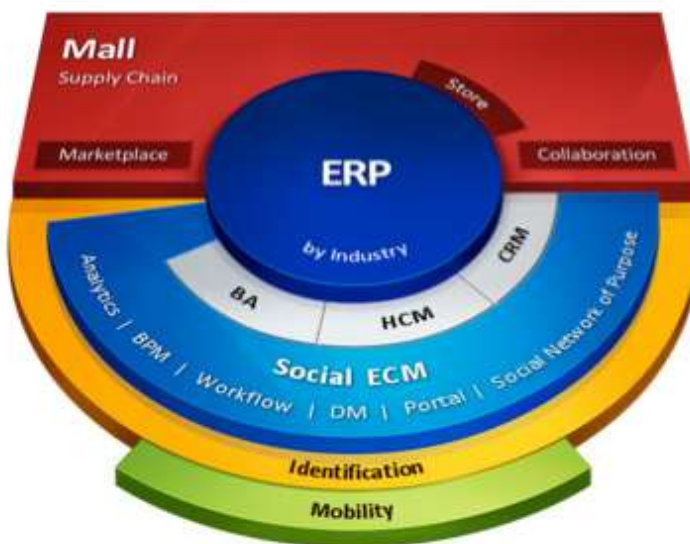 Mall
Supply Chain
Store
Marketplace
Collaboration
ERP
by Industry
BA
HCM
CRM
Social ECM
Analytics | BPM | Workflow | DM | Portal | Social Network of Purpose
Identification
Mobility